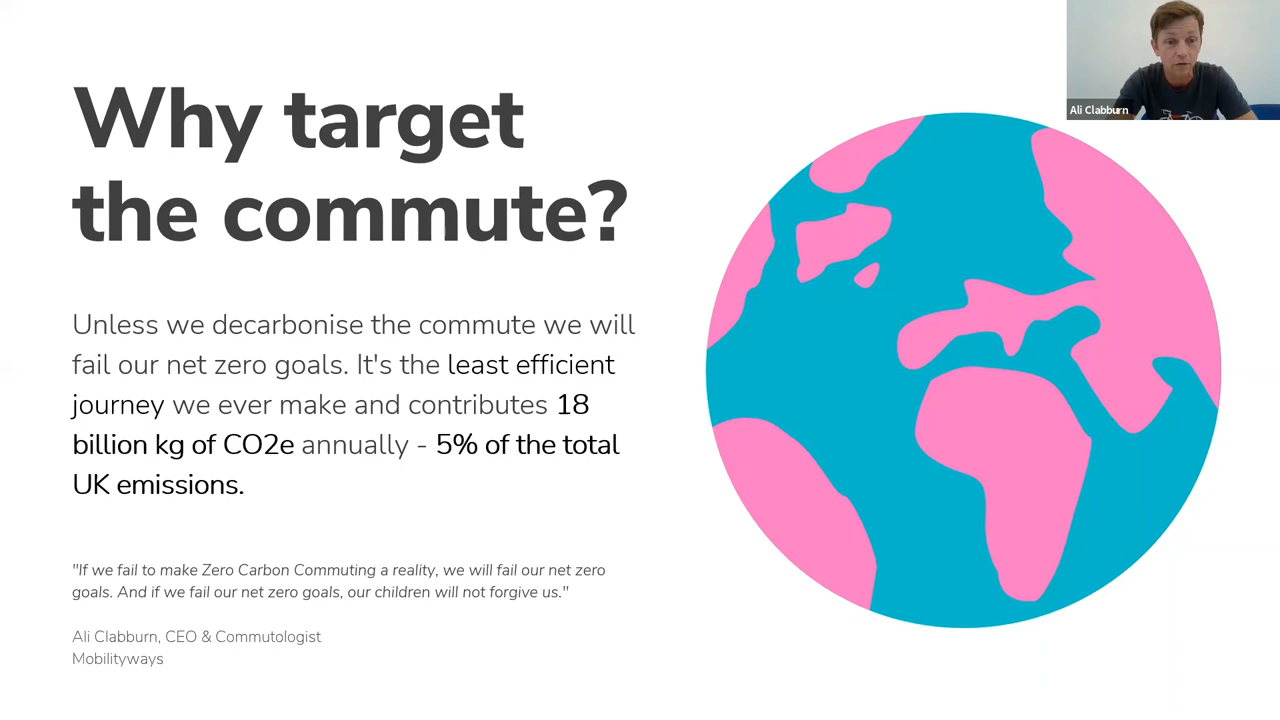 Why target
the commute?
Unless we decarbonise the commute we will
fail our net zero goals. It's the least efficient
journey we ever make and contributes 18
billion kg of CO2e annually - 5% of the total
UK emissions.
"If we fail to make Zero Carbon Commuting a reality, we will fail our net zero
goals. And if we fail our net zero goals, our children will not forgive us."
Ali Clabburn, CEO & Commutologist
Mobilityways
Ali Clabburn